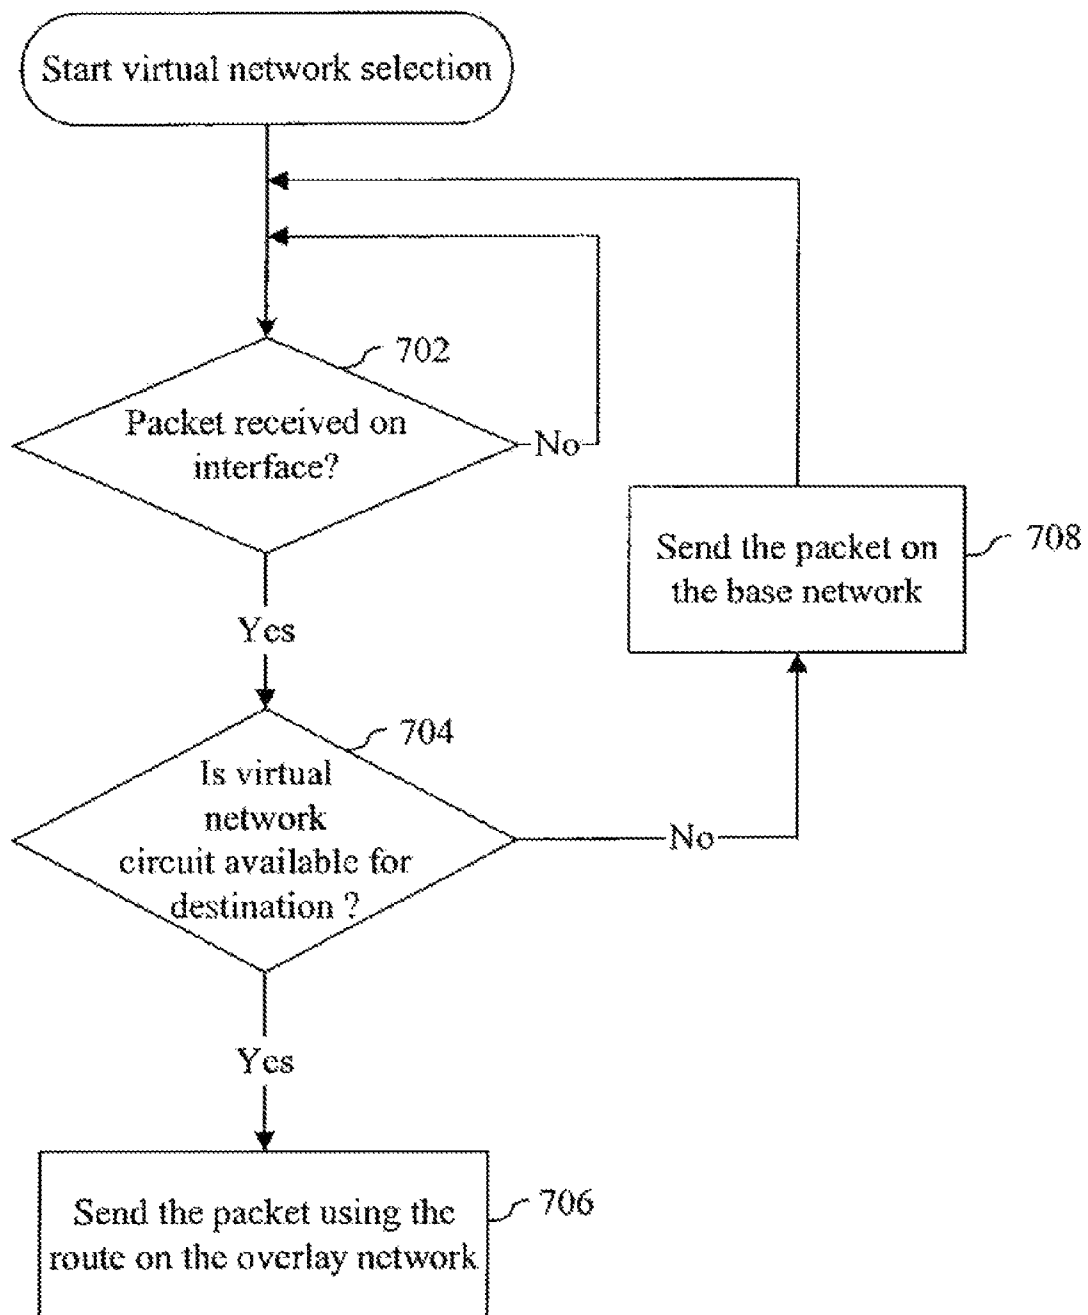 Start virtual network selection
702
Packet received on
interface?
No
Send the packet on
the base network
708
Yes
704
Is virtual
network
circuit available for
destination ?
No
Yes
Send the packet using the
route on the overlay network
706